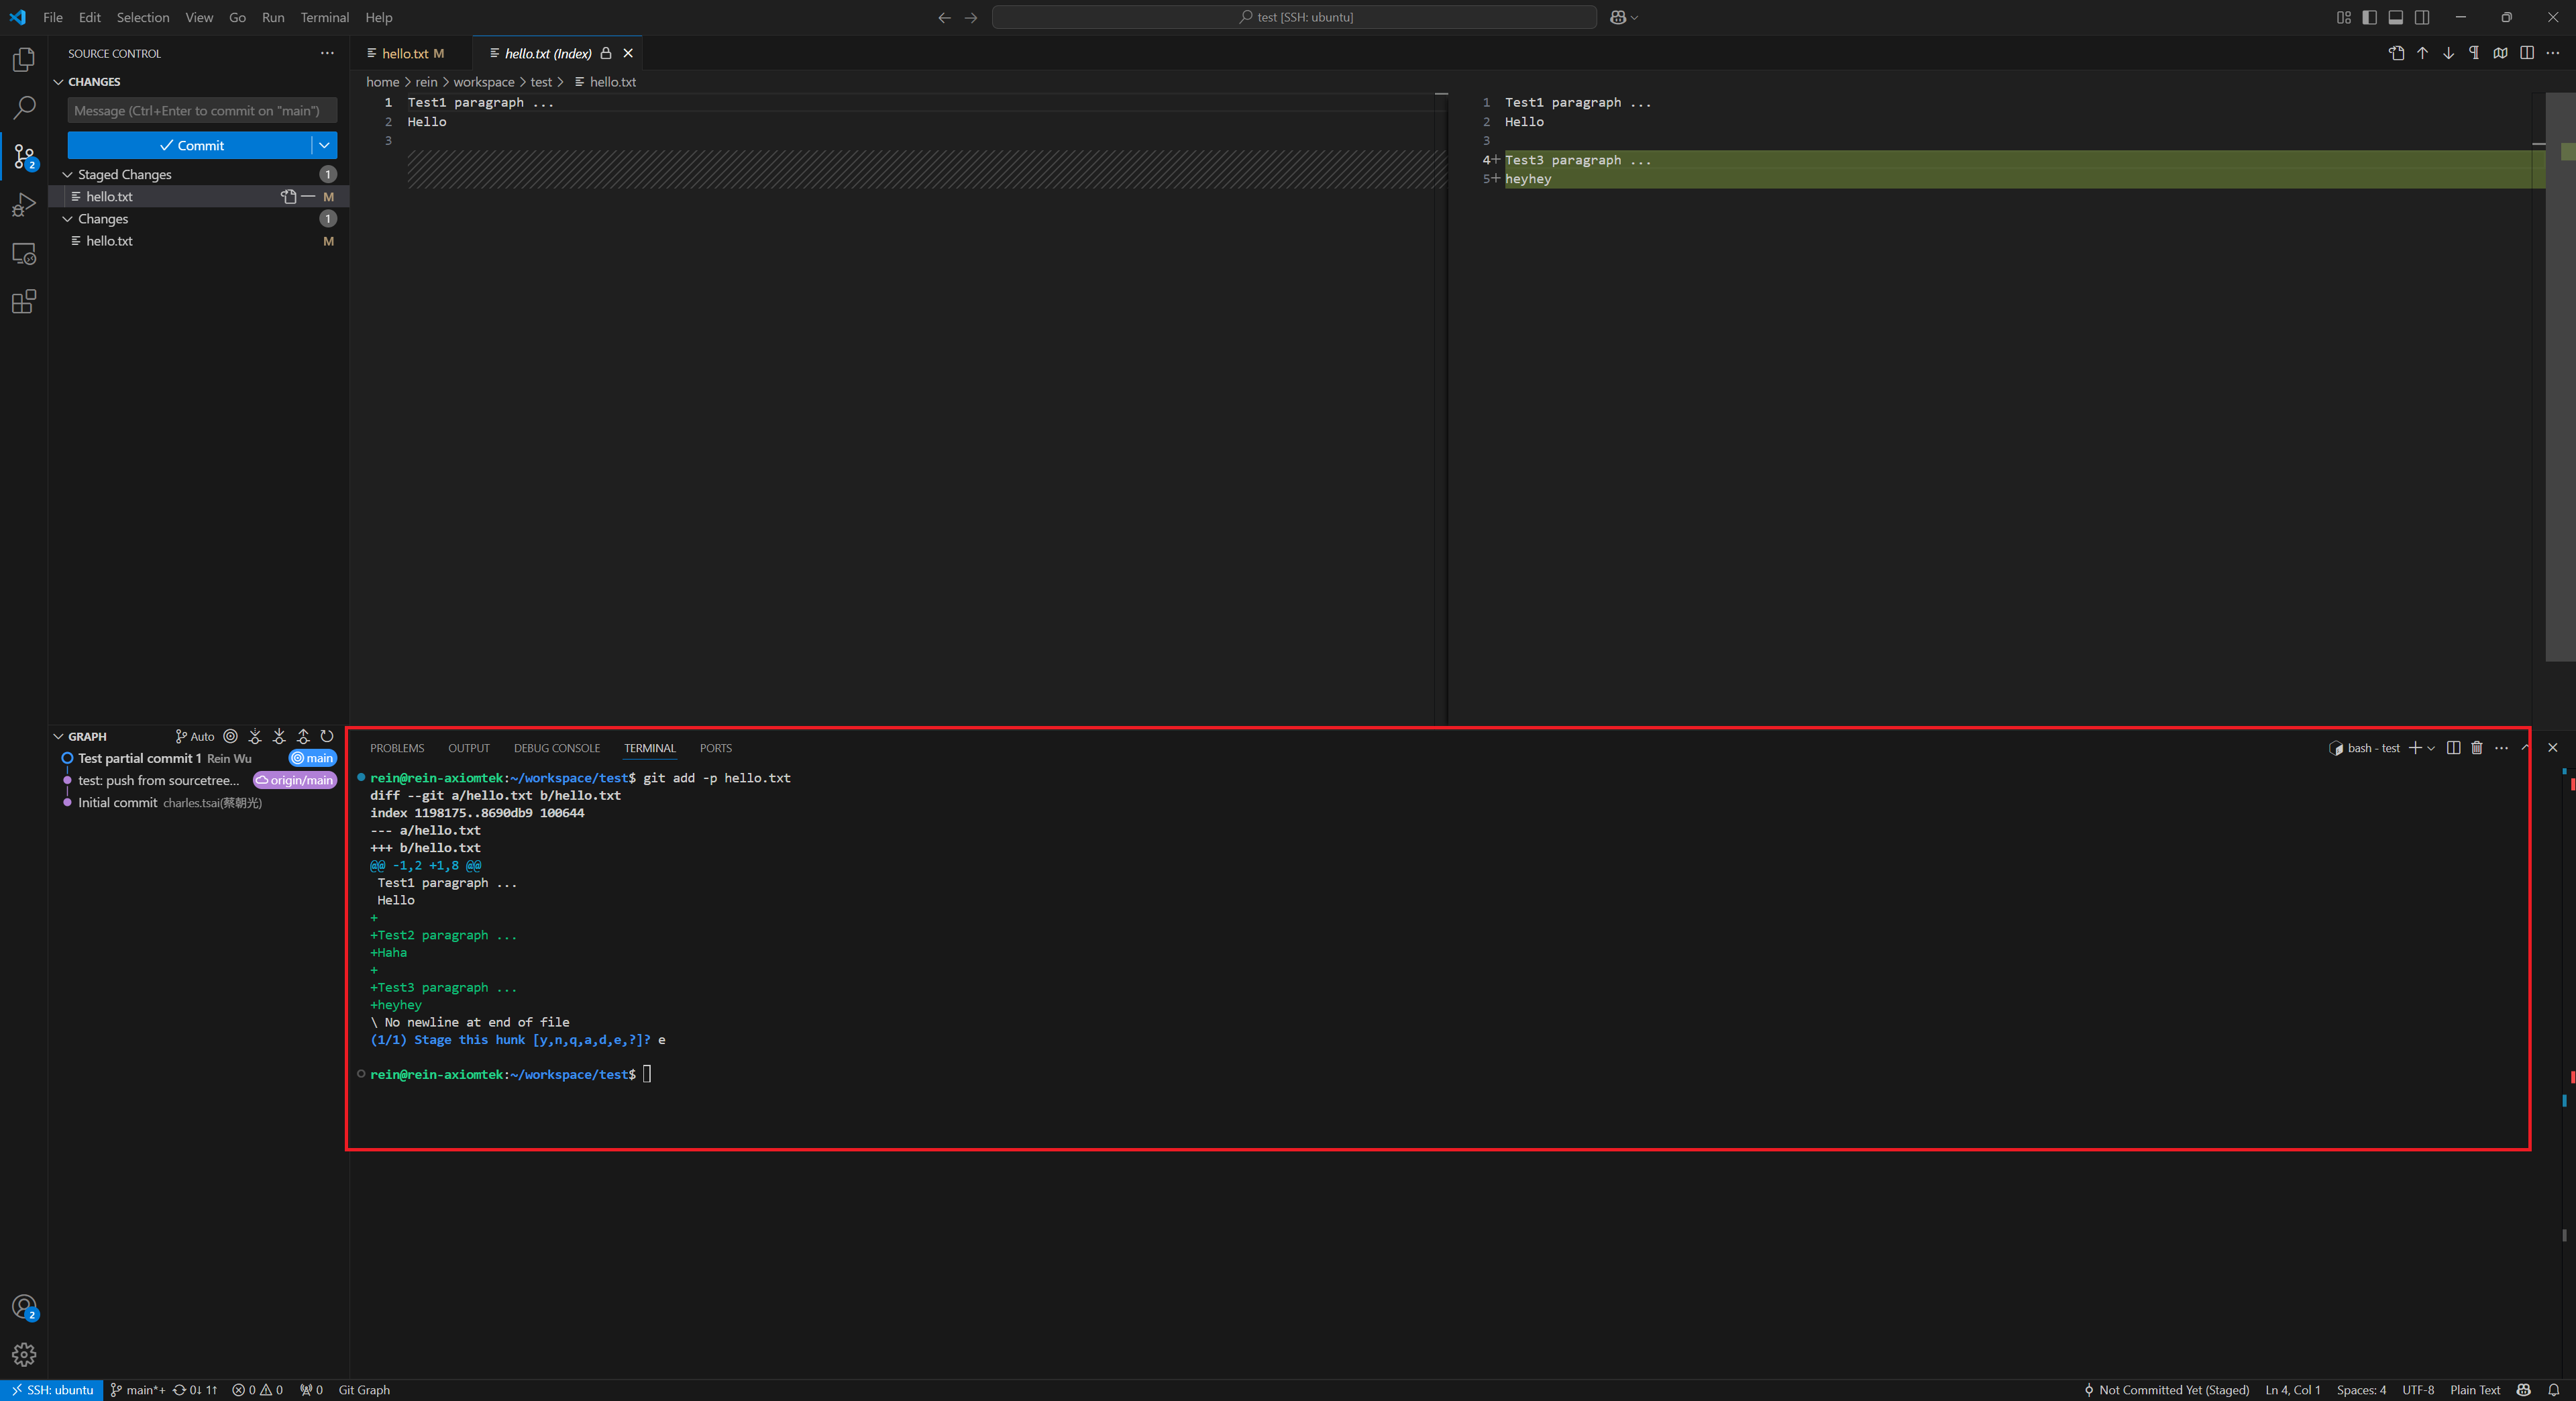 File Edit Selection View Go Run Terminal Help
test [SSH: ubuntu]
SOURCE CONTROL
CHANGES
Message (Ctrl+Enter to commit on "main")
Commit
Staged Changes 1
hello.txt M
Changes 1
hello.txt M
2
hello.txt M
hello.txt (Index)
home > rein > workspace > test > hello.txt
1 Test1 paragraph ...
2 Hello
3
1 Test1 paragraph ...
2 Hello
3
4+ Test3 paragraph ...
5+ heyhey
GRAPH Auto
Test partial commit 1 Rein Wu main
test: push from sourcetree... origin/main
Initial commit charles.tsai(蔡朝光)
PROBLEMS OUTPUT DEBUG CONSOLE TERMINAL PORTS
bash - test
rein@rein-axiomtek:~/workspace/test$ git add -p hello.txt
diff --git a/hello.txt b/hello.txt
index 1198175..8690db9 100644
--- a/hello.txt
+++ b/hello.txt
@@ -1,2 +1,8 @@
 Test1 paragraph ...
 Hello
+
+Test2 paragraph ...
+Haha
+
+Test3 paragraph ...
+heyhey
\ No newline at end of file
(1/1) Stage this hunk [y,n,q,a,d,e,?]? e
rein@rein-axiomtek:~/workspace/test$
2
SSH: ubuntu main*+ 0↓ 1↑ 0 0 0 Git Graph
Not Committed Yet (Staged) Ln 4, Col 1 Spaces: 4 UTF-8 Plain Text